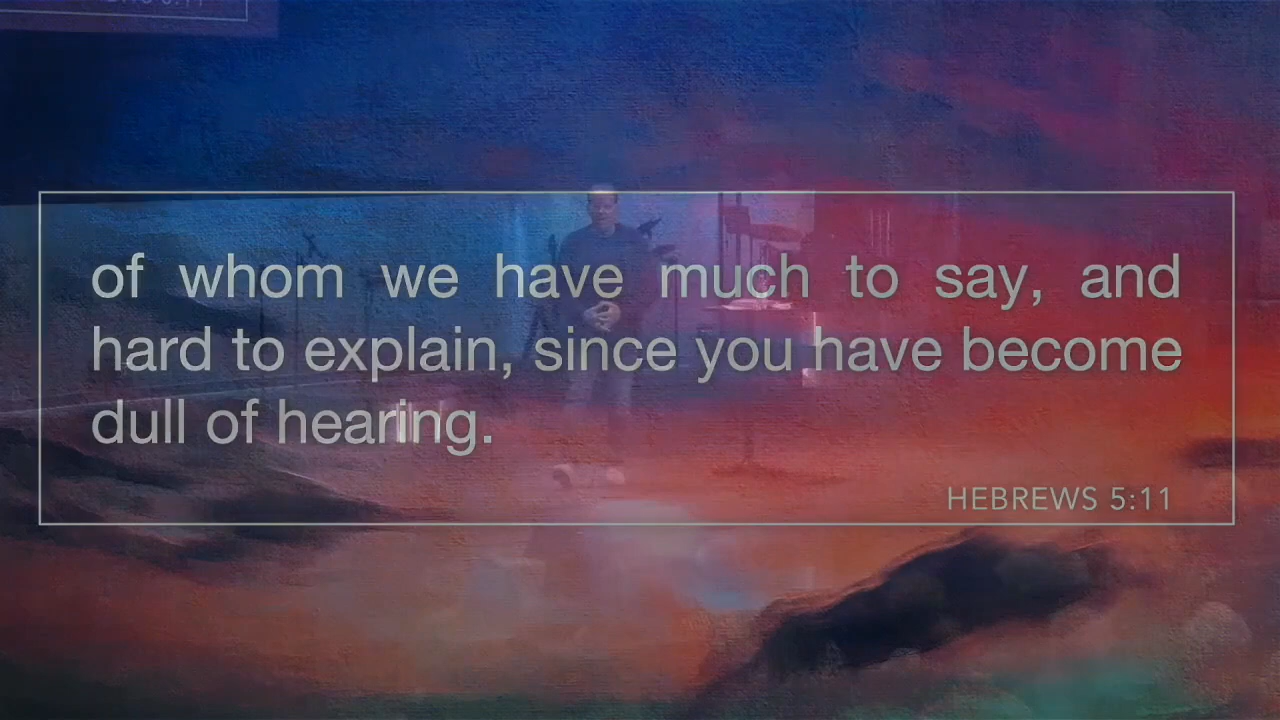 of whom we have much to say, and
hard to explain, since you have become
dull of hearing.
HEBREWS 5:11